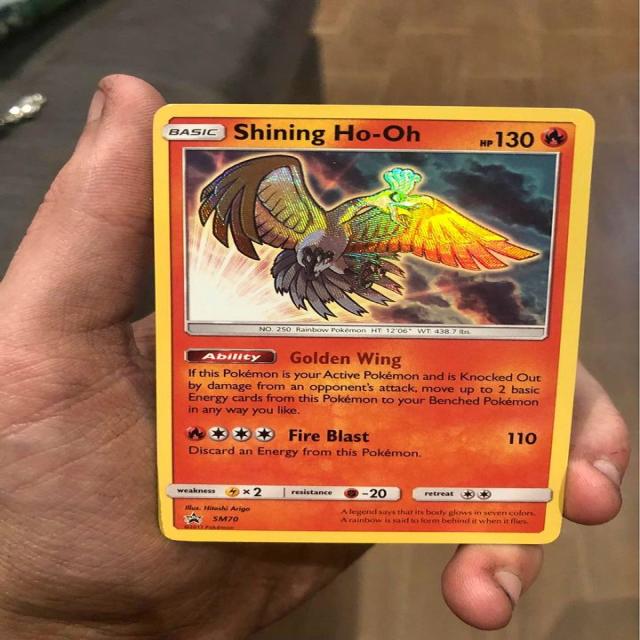 BASIC Shining Ho-Oh HP 130
NO. 250 Rainbow Pokémon HT: 12'06" WT: 438.7 lbs.
Ability Golden Wing
If this Pokémon is your Active Pokémon and is Knocked Out
by damage from an opponent's attack, move up to 2 basic
Energy cards from this Pokémon to your Benched Pokémon
in any way you like.
Fire Blast 110
Discard an Energy from this Pokémon.
weakness ×2 resistance -20 retreat
Illus. Hitoshi Ariga
SM70
©2017 Pokémon
A legend says that its body glows in seven colors.
A rainbow is said to form behind it when it flies.